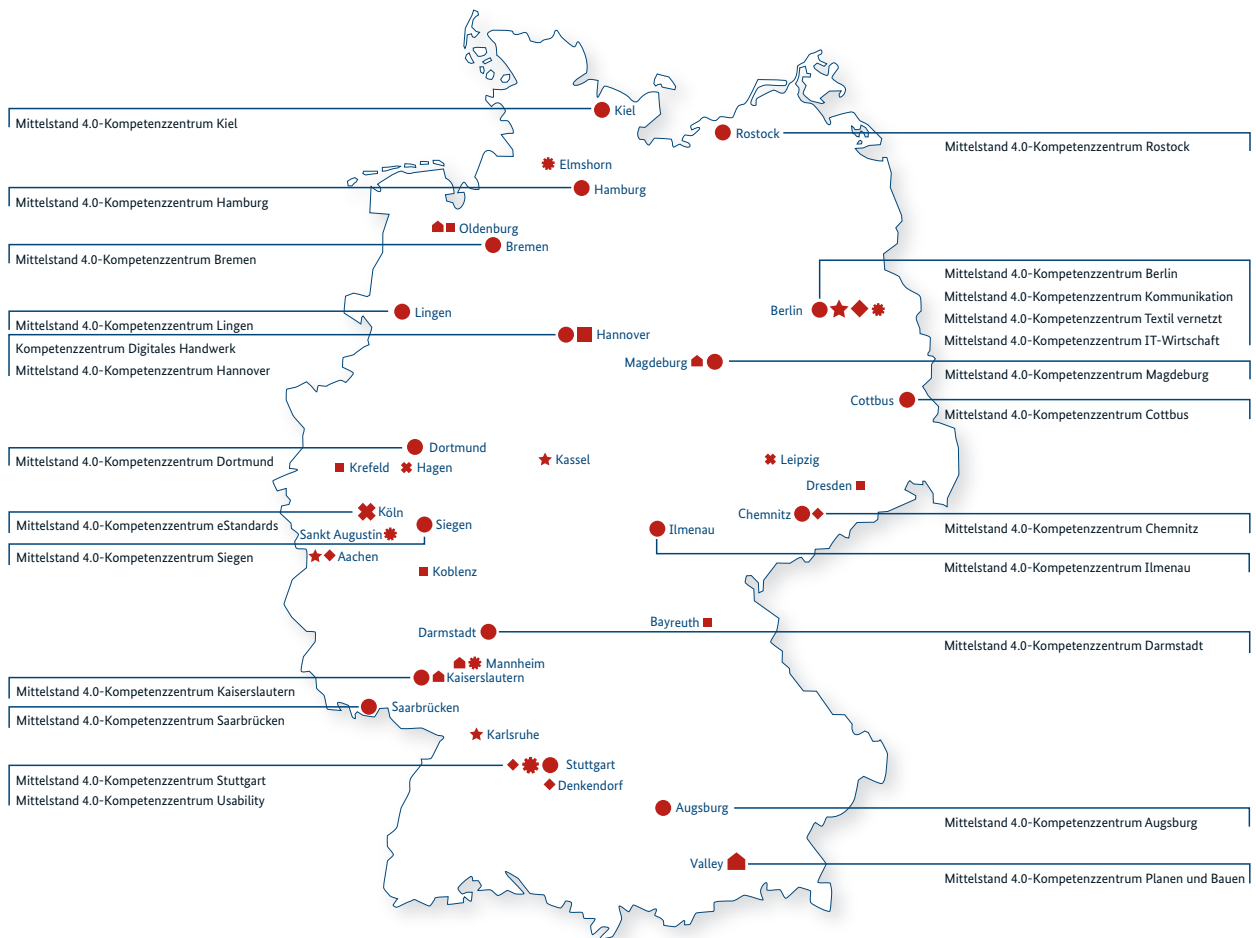 Kiel
Mittelstand 4.0-Kompetenzzentrum Kiel
Rostock
Mittelstand 4.0-Kompetenzzentrum Rostock
Elmshorn
Hamburg
Mittelstand 4.0-Kompetenzzentrum Hamburg
Oldenburg
Bremen
Mittelstand 4.0-Kompetenzzentrum Bremen
Mittelstand 4.0-Kompetenzzentrum Berlin
Mittelstand 4.0-Kompetenzzentrum Kommunikation
Berlin
Mittelstand 4.0-Kompetenzzentrum Textil vernetzt
Mittelstand 4.0-Kompetenzzentrum IT-Wirtschaft
Lingen
Mittelstand 4.0-Kompetenzzentrum Lingen
Hannover
Kompetenzzentrum Digitales Handwerk
Mittelstand 4.0-Kompetenzzentrum Hannover
Magdeburg
Mittelstand 4.0-Kompetenzzentrum Magdeburg
Cottbus
Mittelstand 4.0-Kompetenzzentrum Cottbus
Dortmund
Mittelstand 4.0-Kompetenzzentrum Dortmund
Krefeld
Hagen
Kassel
Leipzig
Dresden
Köln
Mittelstand 4.0-Kompetenzzentrum eStandards
Chemnitz
Mittelstand 4.0-Kompetenzzentrum Chemnitz
Siegen
Ilmenau
Sankt Augustin
Mittelstand 4.0-Kompetenzzentrum Siegen
Aachen
Mittelstand 4.0-Kompetenzzentrum Ilmenau
Koblenz
Bayreuth
Darmstadt
Mittelstand 4.0-Kompetenzzentrum Darmstadt
Mannheim
Kaiserslautern
Mittelstand 4.0-Kompetenzzentrum Kaiserslautern
Saarbrücken
Mittelstand 4.0-Kompetenzzentrum Saarbrücken
Karlsruhe
Stuttgart
Mittelstand 4.0-Kompetenzzentrum Stuttgart
Denkendorf
Mittelstand 4.0-Kompetenzzentrum Usability
Augsburg
Mittelstand 4.0-Kompetenzzentrum Augsburg
Valley
Mittelstand 4.0-Kompetenzzentrum Planen und Bauen